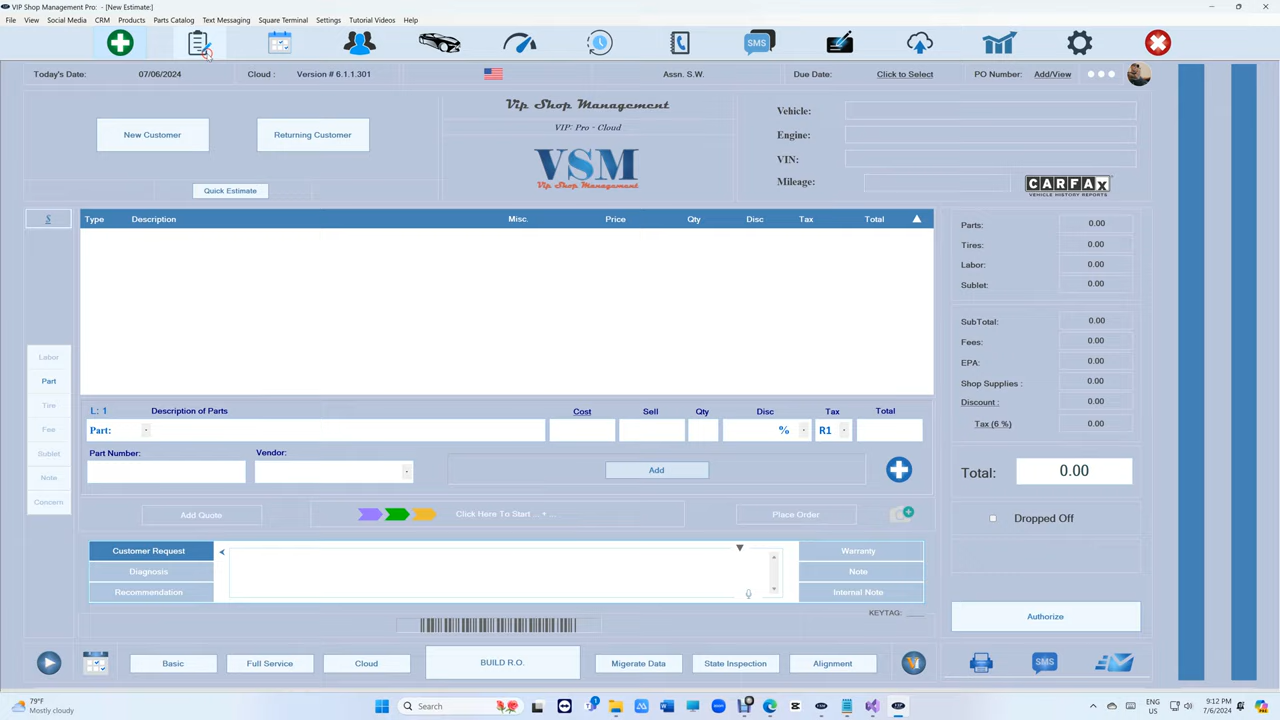 VIP Shop Management Pro: - [New Estimate:]
File View Social Media CRM Products Parts Catalog Text Messaging Square Terminal Settings Tutorial Videos Help
SMS
Today's Date: 07/06/2024 Cloud : Version # 6.1.1.301 Assn. S.W. Due Date: Click to Select PO Number: Add/View
New Customer Returning Customer
Quick Estimate
Vip Shop Management
VIP: Pro - Cloud
VSM
Vip Shop Management
Vehicle:
Engine:
VIN:
Mileage:
CARFAX
VEHICLE HISTORY REPORTS
$
Type Description Misc. Price Qty Disc Tax Total
Labor
Part
Tire
Fee
Sublet
Note
Concern
L: 1 Description of Parts Cost Sell Qty Disc Tax Total
Part: % R1
Part Number: Vendor:
Add
Add Quote Click Here To Start ... + ... Place Order
Customer Request
Diagnosis
Recommendation
Warranty
Note
Internal Note
KEYTAG: ____
Parts: 0.00
Tires: 0.00
Labor: 0.00
Sublet: 0.00
SubTotal: 0.00
Fees: 0.00
EPA: 0.00
Shop Supplies : 0.00
Discount : 0.00
Tax (6 %) 0.00
Total: 0.00
Dropped Off
Authorize
Basic Full Service Cloud BUILD R.O. Migerate Data State Inspection Alignment
SMS
79°F
Mostly cloudy
Search
ENG
US
9:12 PM
7/6/2024